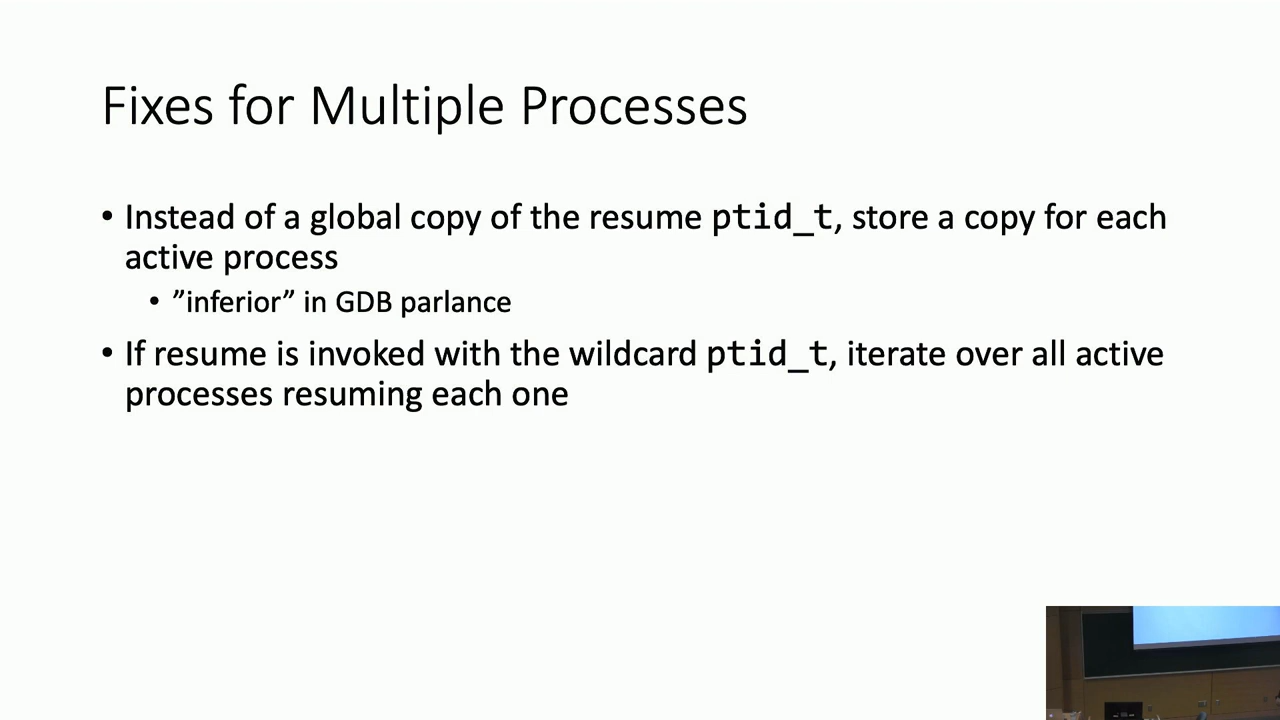 Fixes for Multiple Processes
• Instead of a global copy of the resume ptid_t, store a copy for each
active process
• ”inferior” in GDB parlance
• If resume is invoked with the wildcard ptid_t, iterate over all active
processes resuming each one